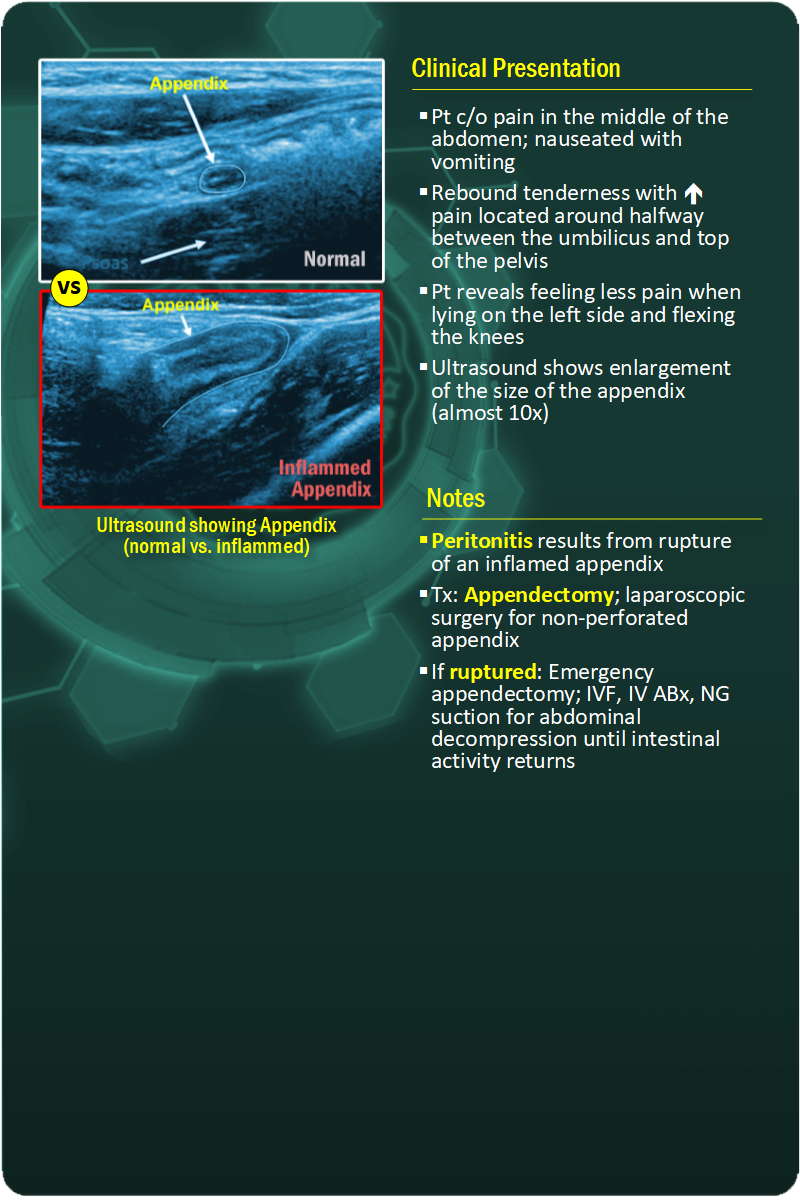 Appendix
soas
Normal
VS
Appendix
Inflammed
Appendix
Ultrasound showing Appendix
(normal vs. inflammed)
Clinical Presentation
▪Pt c/o pain in the middle of the
abdomen; nauseated with
vomiting
▪Rebound tenderness with ↑
pain located around halfway
between the umbilicus and top
of the pelvis
▪Pt reveals feeling less pain when
lying on the left side and flexing
the knees
▪Ultrasound shows enlargement
of the size of the appendix
(almost 10x)
Notes
▪Peritonitis results from rupture
of an inflamed appendix
▪Tx: Appendectomy; laparoscopic
surgery for non-perforated
appendix
▪If ruptured: Emergency
appendectomy; IVF, IV ABx, NG
suction for abdominal
decompression until intestinal
activity returns